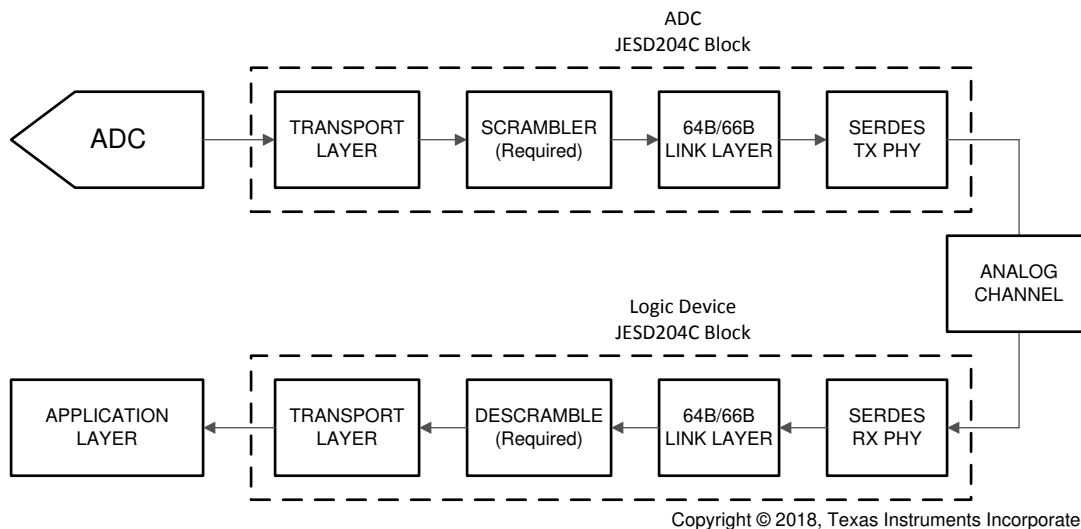 ADC
JESD204C Block
ADC
TRANSPORT
LAYER
SCRAMBLER
(Required)
64B/66B
LINK LAYER
SERDES
TX PHY
ANALOG
CHANNEL
Logic Device
JESD204C Block
APPLICATION
LAYER
TRANSPORT
LAYER
DESCRAMBLE
(Required)
64B/66B
LINK LAYER
SERDES
RX PHY
Copyright © 2018, Texas Instruments Incorporate